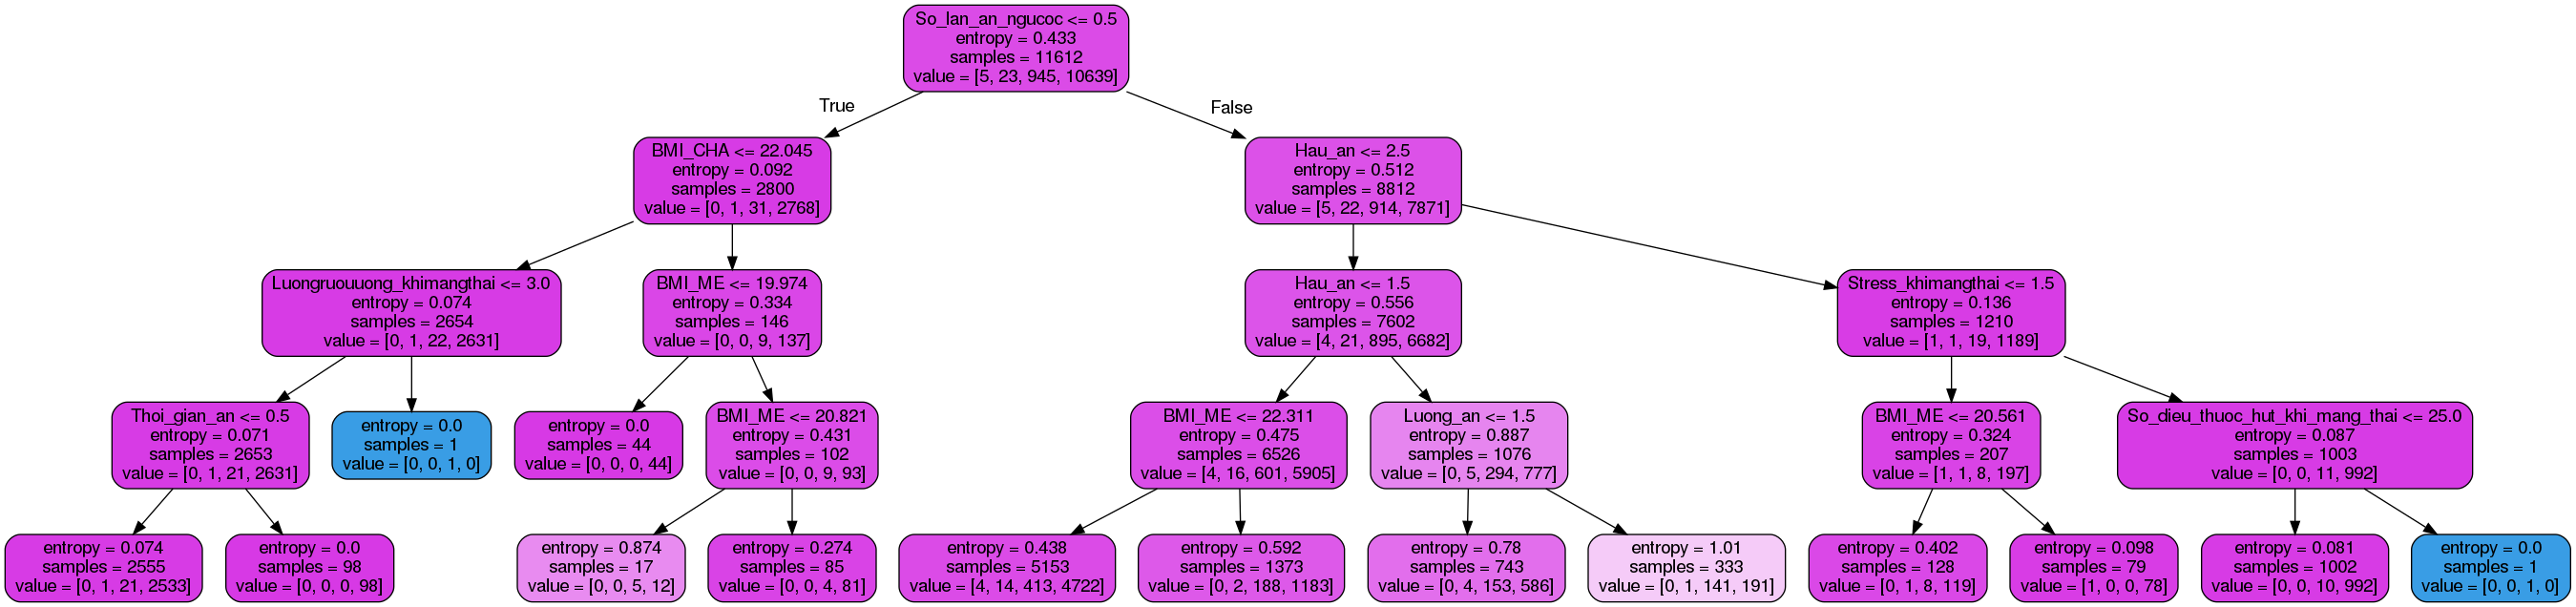 So_lan_an_ngucoc <= 0.5
entropy = 0.433
samples = 11612
value = [5, 23, 945, 10639]
True
False
BMI_CHA <= 22.045
entropy = 0.092
samples = 2800
value = [0, 1, 31, 2768]
Hau_an <= 2.5
entropy = 0.512
samples = 8812
value = [5, 22, 914, 7871]
Luongruouuong_khimangthai <= 3.0
entropy = 0.074
samples = 2654
value = [0, 1, 22, 2631]
BMI_ME <= 19.974
entropy = 0.334
samples = 146
value = [0, 0, 9, 137]
Hau_an <= 1.5
entropy = 0.556
samples = 7602
value = [4, 21, 895, 6682]
Stress_khimangthai <= 1.5
entropy = 0.136
samples = 1210
value = [1, 1, 19, 1189]
Thoi_gian_an <= 0.5
entropy = 0.071
samples = 2653
value = [0, 1, 21, 2631]
entropy = 0.0
samples = 1
value = [0, 0, 1, 0]
entropy = 0.0
samples = 44
value = [0, 0, 0, 44]
BMI_ME <= 20.821
entropy = 0.431
samples = 102
value = [0, 0, 9, 93]
BMI_ME <= 22.311
entropy = 0.475
samples = 6526
value = [4, 16, 601, 5905]
Luong_an <= 1.5
entropy = 0.887
samples = 1076
value = [0, 5, 294, 777]
BMI_ME <= 20.561
entropy = 0.324
samples = 207
value = [1, 1, 8, 197]
So_dieu_thuoc_hut_khi_mang_thai <= 25.0
entropy = 0.087
samples = 1003
value = [0, 0, 11, 992]
entropy = 0.074
samples = 2555
value = [0, 1, 21, 2533]
entropy = 0.0
samples = 98
value = [0, 0, 0, 98]
entropy = 0.874
samples = 17
value = [0, 0, 5, 12]
entropy = 0.274
samples = 85
value = [0, 0, 4, 81]
entropy = 0.438
samples = 5153
value = [4, 14, 413, 4722]
entropy = 0.592
samples = 1373
value = [0, 2, 188, 1183]
entropy = 0.78
samples = 743
value = [0, 4, 153, 586]
entropy = 1.01
samples = 333
value = [0, 1, 141, 191]
entropy = 0.402
samples = 128
value = [0, 1, 8, 119]
entropy = 0.098
samples = 79
value = [1, 0, 0, 78]
entropy = 0.081
samples = 1002
value = [0, 0, 10, 992]
entropy = 0.0
samples = 1
value = [0, 0, 1, 0]